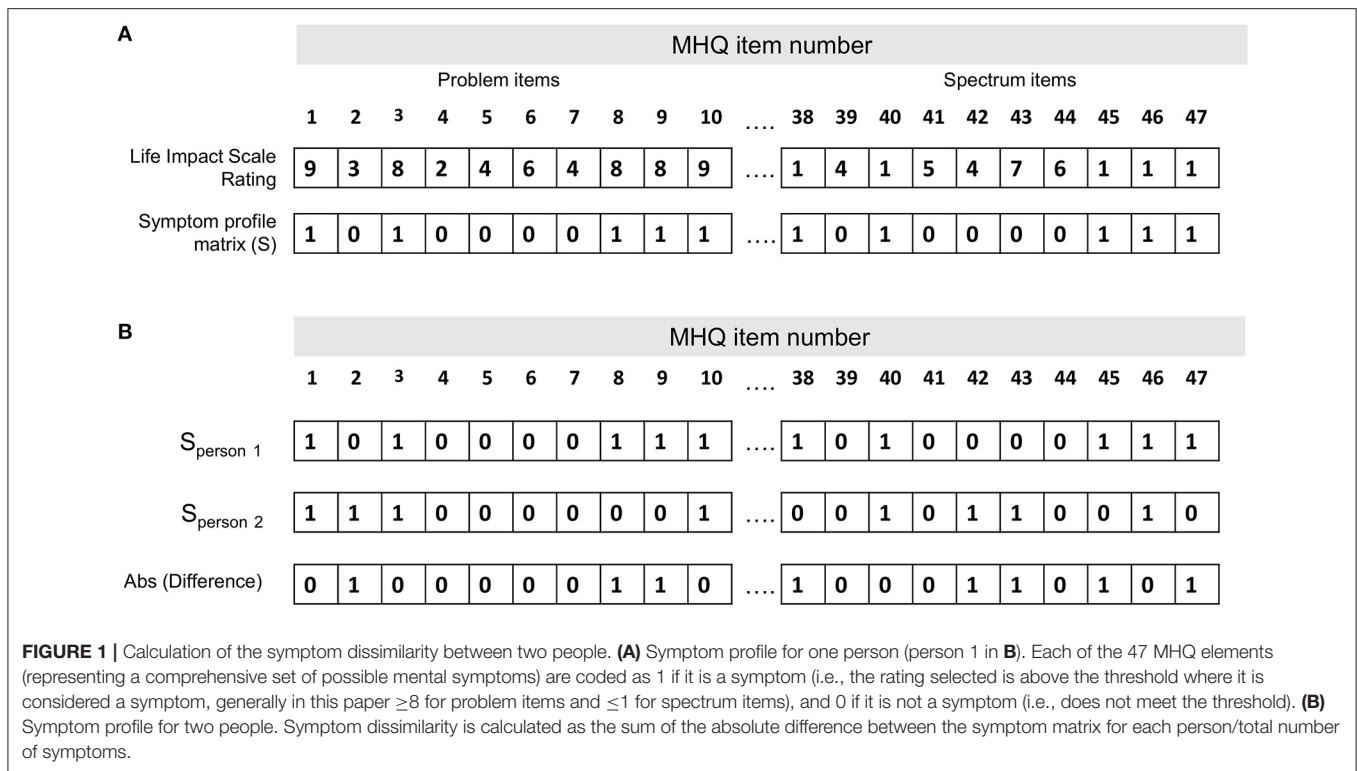 A
MHQ item number
Problem items Spectrum items
1 2 3 4 5 6 7 8 9 10 .... 38 39 40 41 42 43 44 45 46 47
Life Impact Scale
Rating
9 3 8 2 4 6 4 8 8 9 .... 1 4 1 5 4 7 6 1 1 1
Symptom profile
matrix (S)
1 0 1 0 0 0 0 1 1 1 .... 1 0 1 0 0 0 0 1 1 1
B
MHQ item number
1 2 3 4 5 6 7 8 9 10 .... 38 39 40 41 42 43 44 45 46 47
Sperson 1 1 0 1 0 0 0 0 1 1 1 .... 1 0 1 0 0 0 0 1 1 1
Sperson 2 1 1 1 0 0 0 0 0 0 1 .... 0 0 1 0 1 1 0 0 1 0
Abs (Difference) 0 1 0 0 0 0 0 1 1 0 .... 1 0 0 0 1 1 0 1 0 1
FIGURE 1 | Calculation of the symptom dissimilarity between two people. (A) Symptom profile for one person (person 1 in B). Each of the 47 MHQ elements
(representing a comprehensive set of possible mental symptoms) are coded as 1 if it is a symptom (i.e., the rating selected is above the threshold where it is
considered a symptom, generally in this paper ≥8 for problem items and ≤1 for spectrum items), and 0 if it is not a symptom (i.e., does not meet the threshold). (B)
Symptom profile for two people. Symptom dissimilarity is calculated as the sum of the absolute difference between the symptom matrix for each person/total number
of symptoms.